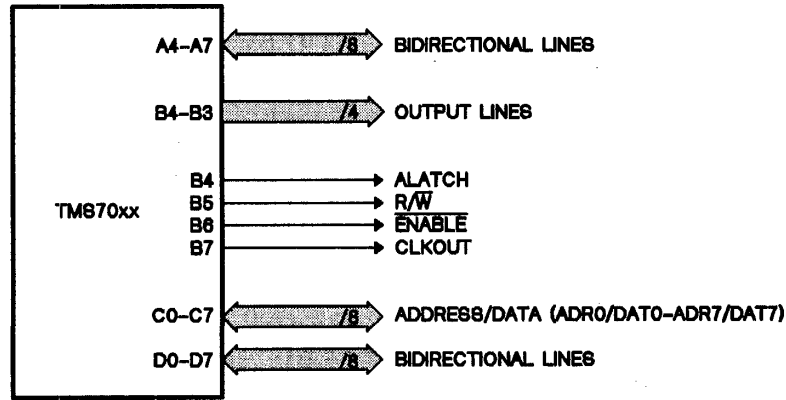 A4-A7 /8 BIDIRECTIONAL LINES
B4-B3 /4 OUTPUT LINES
B4 ALATCH
B5 R/W̅
TMS70xx
B6 E̅N̅A̅B̅L̅E̅
B7 CLKOUT
C0-C7 /8 ADDRESS/DATA (ADR0/DAT0-ADR7/DAT7)
D0-D7 /8 BIDIRECTIONAL LINES